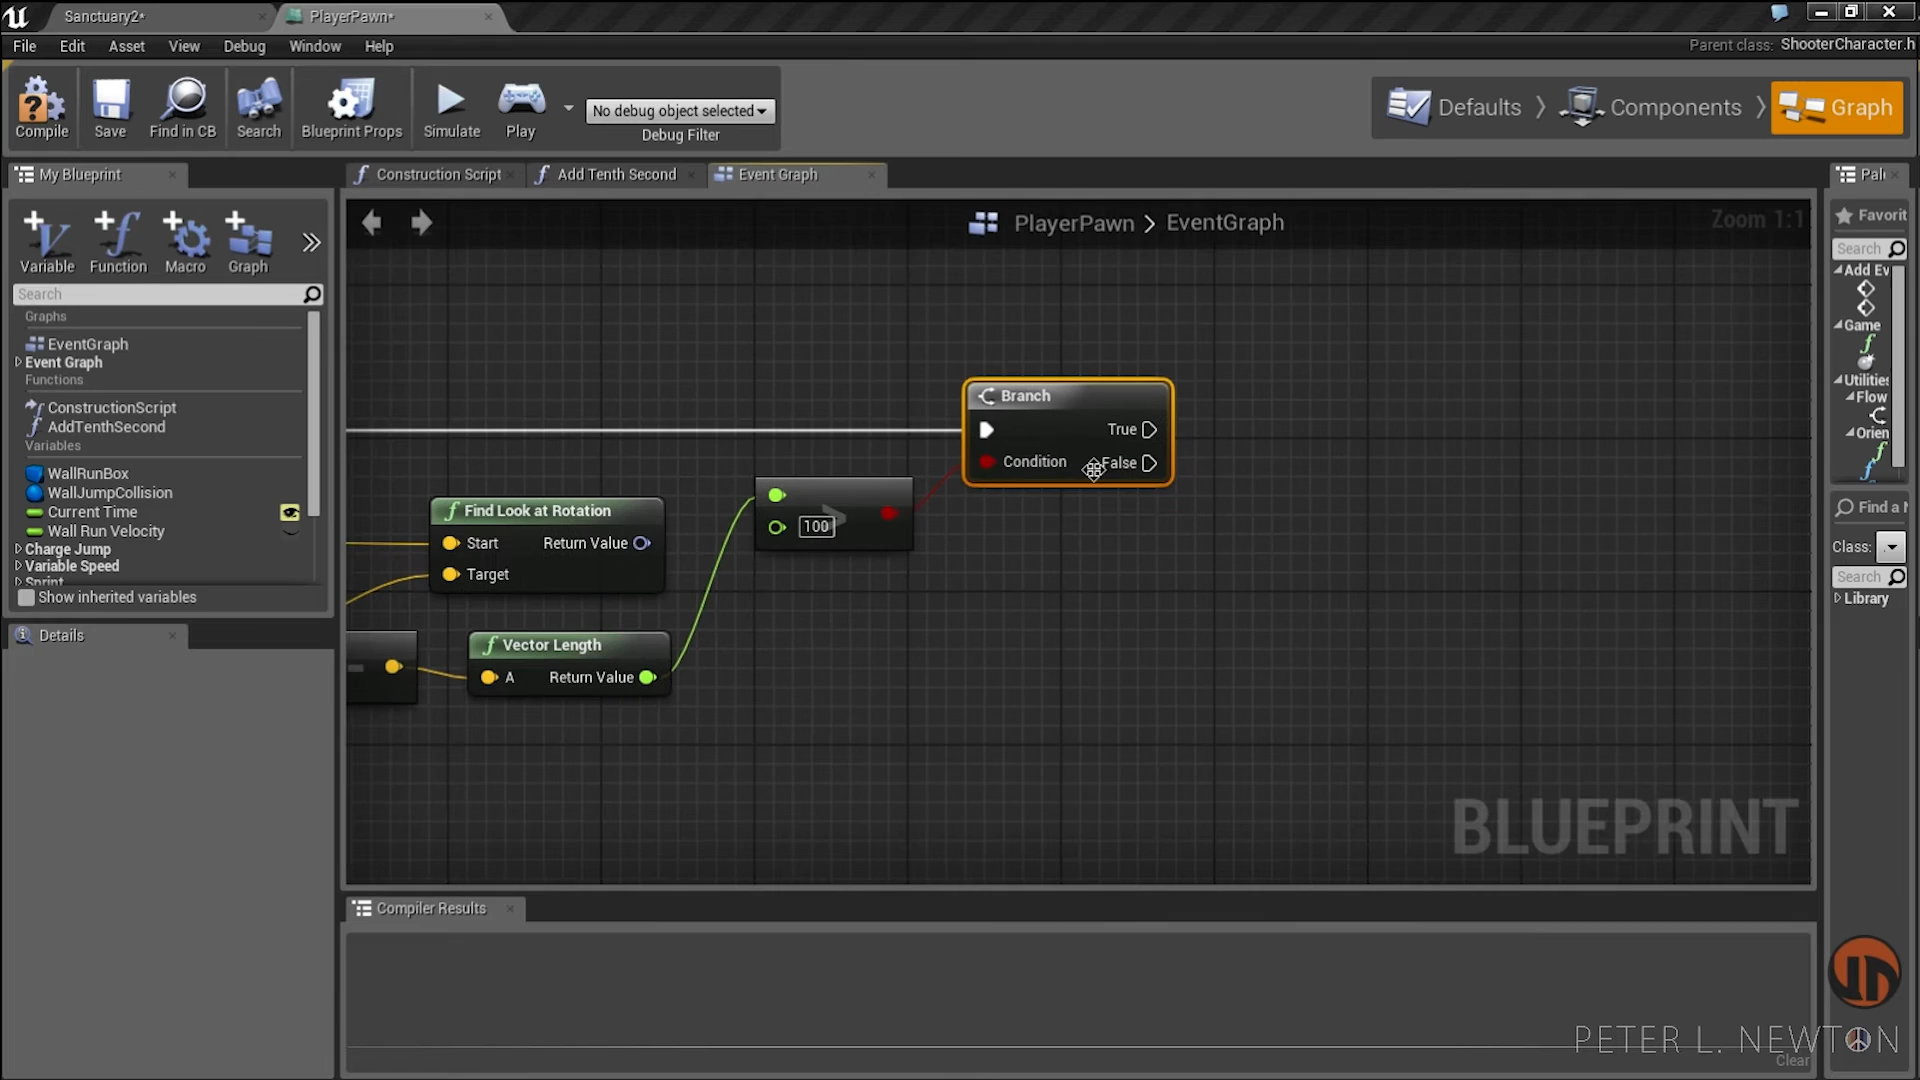 Sanctuary2*
PlayerPawn*
File Edit Asset View Debug Window Help
Parent class: ShooterCharacter.h
Compile
Save
Find in CB
Search
Blueprint Props
Simulate
Play
No debug object selected
Debug Filter
Defaults
Components
Graph
My Blueprint
Variable
Function
Macro
Graph
Search
Graphs
EventGraph
Event Graph
Functions
ConstructionScript
AddTenthSecond
Variables
WallRunBox
WallJumpCollision
Current Time
Wall Run Velocity
Charge Jump
Variable Speed
Sprint
Show inherited variables
Details
Construction Script
Add Tenth Second
Event Graph
PlayerPawn > EventGraph
Zoom 1:1
Branch
True
Condition
False
Find Look at Rotation
Start Return Value
Target
100
>
Vector Length
A Return Value
BLUEPRINT
Compiler Results
Clear
Pal
Favorit
Search
Add Ev
Game
Utilitie
Flow
Orien
Find a N
Class:
Search
Library
PETER L. NEWTON